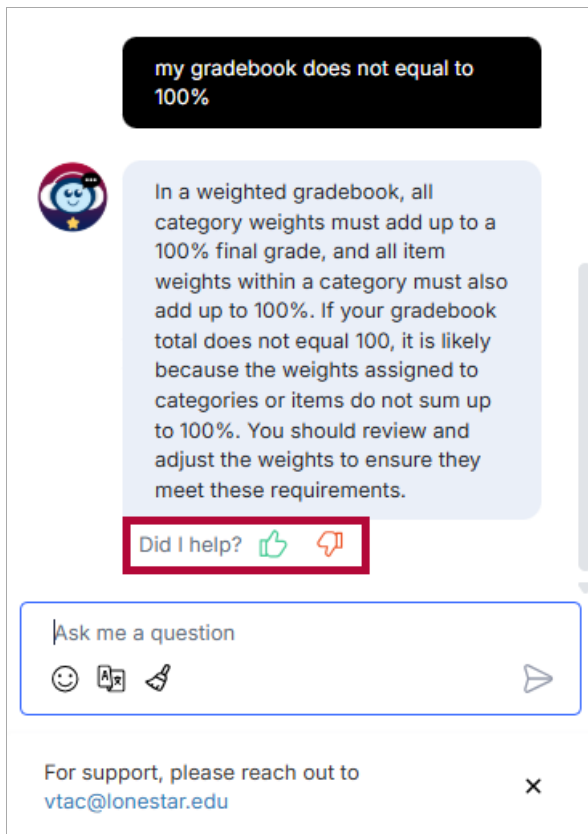 my gradebook does not equal to
100%
In a weighted gradebook, all
category weights must add up to a
100% final grade, and all item
weights within a category must also
add up to 100%. If your gradebook
total does not equal 100, it is likely
because the weights assigned to
categories or items do not sum up
to 100%. You should review and
adjust the weights to ensure they
meet these requirements.
Did I help?
Ask me a question
For support, please reach out to
vtac@lonestar.edu